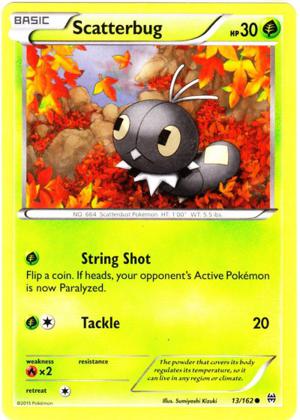 BASIC
Scatterbug
HP30
NO. 664 Scatterdust Pokémon HT: 1'00" WT: 5.5 lbs.
String Shot
Flip a coin. If heads, your opponent's Active Pokémon
is now Paralyzed.
Tackle 20
weakness resistance
×2
The powder that covers its body
regulates its temperature, so it
can live in any region or climate.
retreat
©2015 Pokémon
Illus. Sumiyoshi Kizuki
13/162